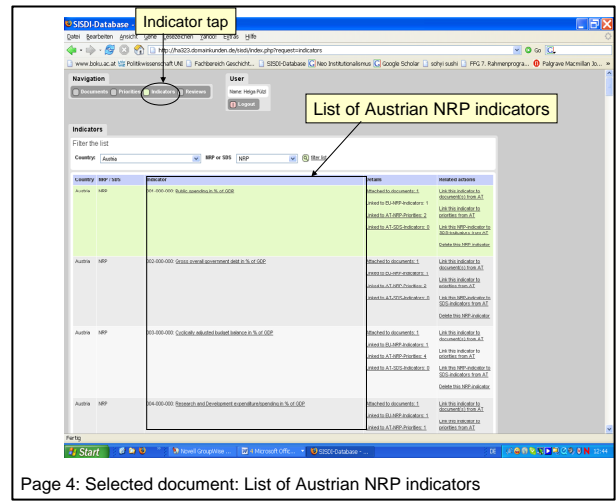 SISDI-Database -
Indicator tap
Datei Bearbeiten Ansicht Gehe Lesezeichen Yahoo! Extras Hilfe
http://ha323.domainkunden.de/sisdi/index.php?request=indicators Go
www.boku.ac.at Politikwissenschaft UNI Fachbereich Geschicht... SISDI-Database Neo Institutionalismus Google Scholar sohyi sushi FFG 7. Rahmenprogra... Palgrave Macmillan Jo... »
Navigation User
Documents Priorities Indicators Reviews Name: Helga Pülzl
Logout
List of Austrian NRP indicators
Indicators
Filter the list
Country: Austria NRP or SDS NRP filter list
Country NRP / SDS Indicator Details Related actions
Austria NRP 001-000-000: Public spending in % of GDP Attached to documents: 1 Link this indicator to
document(s) from AT
Linked to EU-NRP-Indicators: 1
Link this indicator to
Linked to AT-NRP-Priorities: 2 priorities from AT
Linked to AT-SDS-Indicators: 0 Link this NRP-indicator to
SDS-indicators from AT
Delete this NRP-indicator
Austria NRP 002-000-000: Gross overall government debt in % of GDP Attached to documents: 1 Link this indicator to
document(s) from AT
Linked to EU-NRP-Indicators: 1
Link this indicator to
Linked to AT-NRP-Priorities: 2 priorities from AT
Linked to AT-SDS-Indicators: 0 Link this NRP-indicator to
SDS-indicators from AT
Delete this NRP-indicator
Austria NRP 003-000-000: Cyclically adjusted budget balance in % of GDP Attached to documents: 1 Link this indicator to
document(s) from AT
Linked to EU-NRP-Indicators: 1
Link this indicator to
Linked to AT-NRP-Priorities: 4 priorities from AT
Linked to AT-SDS-Indicators: 0 Link this NRP-indicator to
SDS-indicators from AT
Delete this NRP-indicator
Austria NRP 004-000-000: Research and Development expenditure/spending in % of GDP Attached to documents: 1 Link this indicator to
document(s) from AT
Linked to EU-NRP-Indicators: 1
Link this indicator to
Linked to AT-NRP-Priorities: 1 priorities from AT
Fertig
Start Novell GroupWise ... 4 Microsoft Offic... SISDI-Database - ... DE 12:44
Page 4: Selected document: List of Austrian NRP indicators